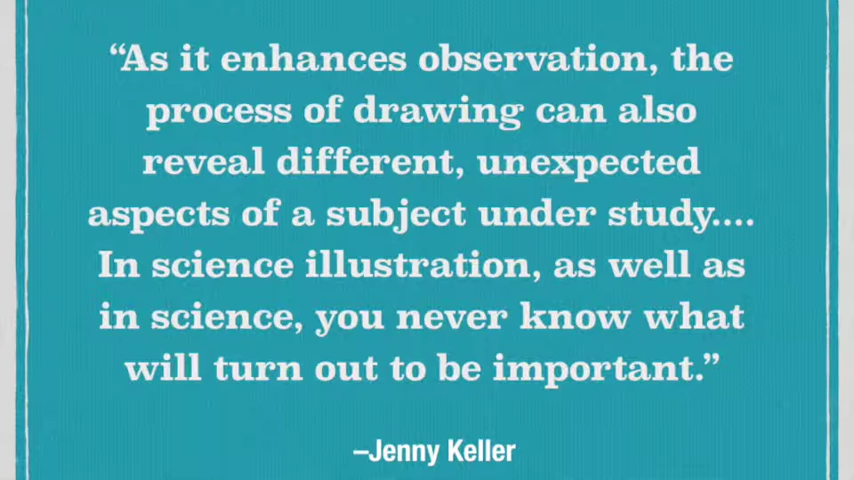 “As it enhances observation, the
process of drawing can also
reveal different, unexpected
aspects of a subject under study....
In science illustration, as well as
in science, you never know what
will turn out to be important.”
–Jenny Keller